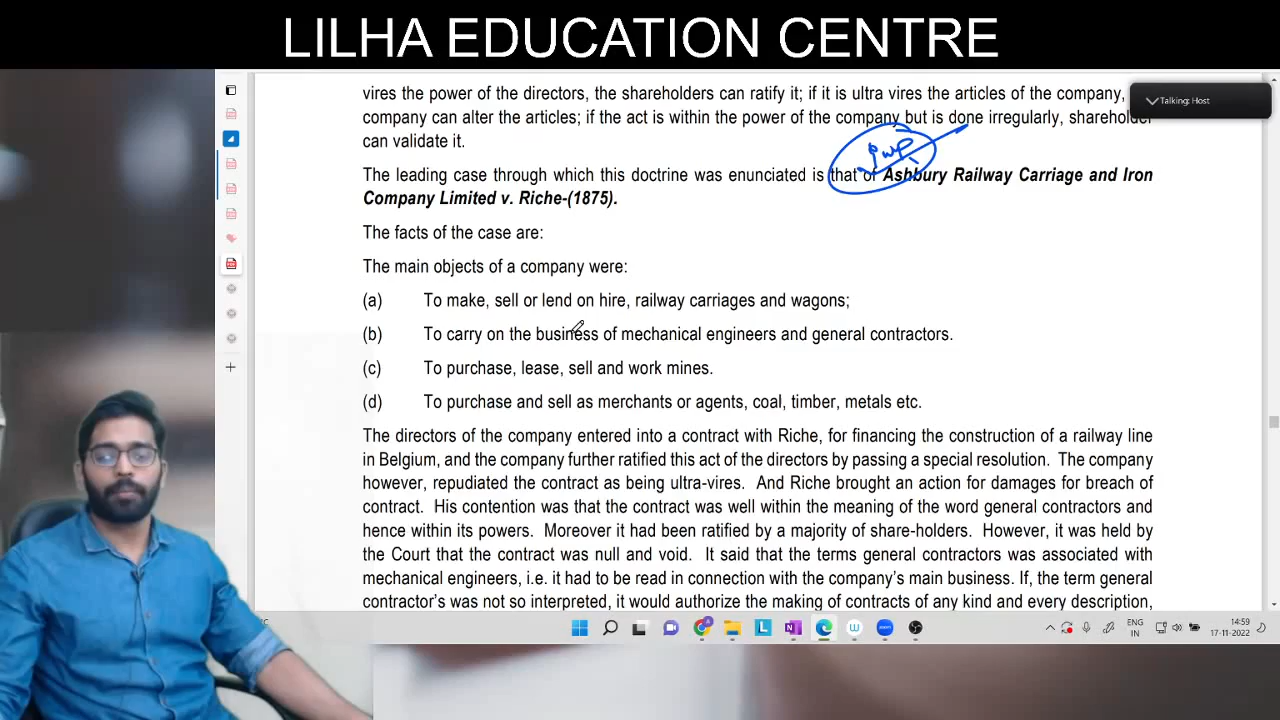 LILHA EDUCATION CENTRE
vires the power of the directors, the shareholders can ratify it; if it is ultra vires the articles of the company,
Talking: Host
company can alter the articles; if the act is within the power of the company but is done irregularly, shareholder
can validate it.
Imp
The leading case through which this doctrine was enunciated is that of Ashbury Railway Carriage and Iron
Company Limited v. Riche-(1875).
The facts of the case are:
The main objects of a company were:
(a) To make, sell or lend on hire, railway carriages and wagons;
(b) To carry on the business of mechanical engineers and general contractors.
(c) To purchase, lease, sell and work mines.
(d) To purchase and sell as merchants or agents, coal, timber, metals etc.
The directors of the company entered into a contract with Riche, for financing the construction of a railway line
in Belgium, and the company further ratified this act of the directors by passing a special resolution. The company
however, repudiated the contract as being ultra-vires. And Riche brought an action for damages for breach of
contract. His contention was that the contract was well within the meaning of the word general contractors and
hence within its powers. Moreover it had been ratified by a majority of share-holders. However, it was held by
the Court that the contract was null and void. It said that the terms general contractors was associated with
mechanical engineers, i.e. it had to be read in connection with the company's main business. If, the term general
contractor's was not so interpreted, it would authorize the making of contracts of any kind and every description,
ENG
IN
14:59
17-11-2022